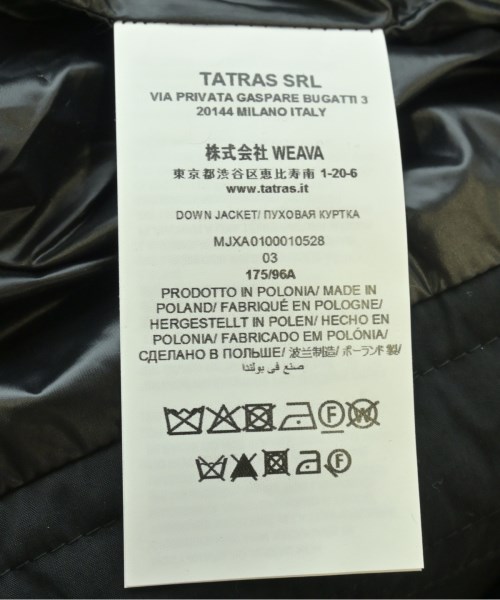 TATRAS SRL
VIA PRIVATA GASPARE BUGATTI 3
20144 MILANO ITALY
株式会社 WEAVA
東京都渋谷区恵比寿南 1-20-6
www.tatras.it
DOWN JACKET/ ПУХОВАЯ КУРТКА
MJXA0100010528
03
175/96A
PRODOTTO IN POLONIA/ MADE IN
POLAND/ FABRIQUÉ EN POLOGNE/
HERGESTELLT IN POLEN/ HECHO EN
POLONIA/ FABRICADO EM POLÓNIA/
СДЕЛАНО В ПОЛЬШЕ/ 波兰制造/ ポーランド製/
صنع في بولندا
F W
F